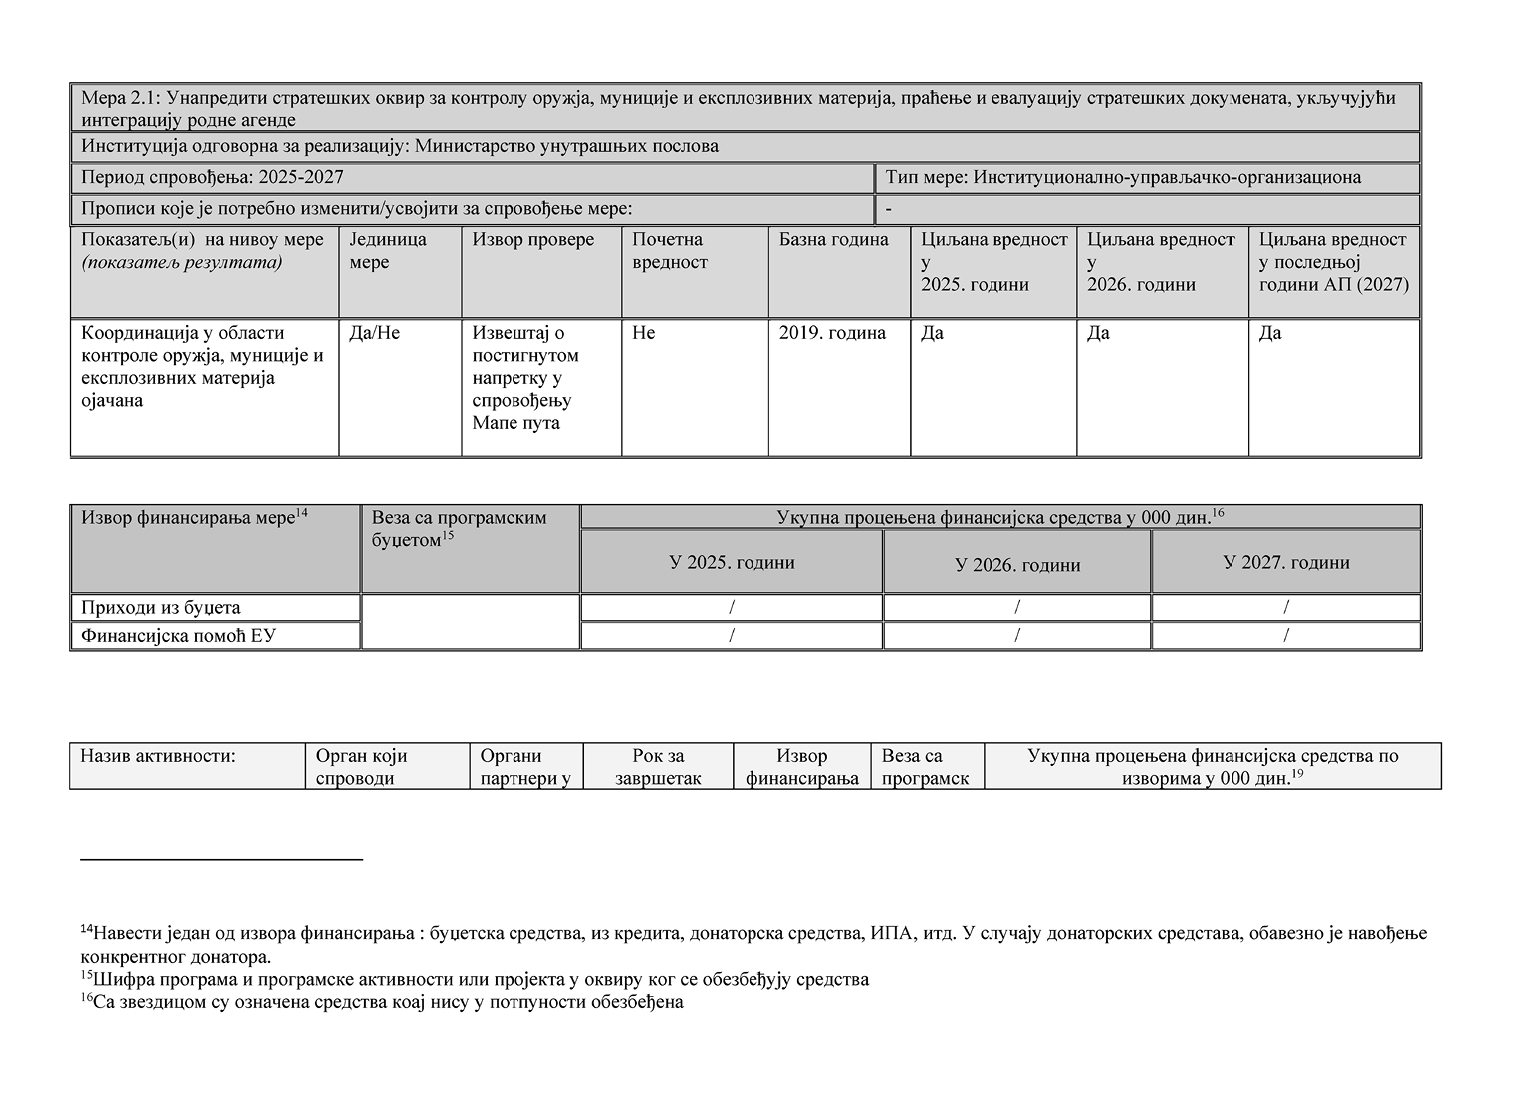 Мера 2.1: Унапредити стратешких оквир за контролу оружја, муниције и експлозивних материја, праћење и евалуацију стратешких докумената, укључујући
интеграцију родне агенде
Институција одговорна за реализацију: Министарство унутрашњих послова
Период спровођења: 2025-2027
Тип мере: Институционално-управљачко-организациона
Прописи које је потребно изменити/усвојити за спровођење мере:
-
Показатељ(и) на нивоу мере
(показатељ резултата)
Јединица
мере
Извор провере
Почетна
вредност
Базна година
Циљана вредност
у
2025. години
Циљана вредност
у
2026. години
Циљана вредност
у последњој
години АП (2027)
Координација у области
контроле оружја, муниције и
експлозивних материја
ојачана
Да/Не
Извештај о
постигнутом
напретку у
спровођењу
Мапе пута
Не
2019. година
Да
Да
Да
Извор финансирања мере14
Веза са програмским
буџетом15
Укупна процењена финансијска средства у 000 дин.16
У 2025. години
У 2026. години
У 2027. години
Приходи из буџета
/
/
/
Финансијска помоћ ЕУ
/
/
/
Назив активности:
Орган који
спроводи
Органи
партнери у
Рок за
завршетак
Извор
финансирања
Веза са
програмск
Укупна процењена финансијска средства по
изворима у 000 дин.19
14Навести један од извора финансирања : буџетска средства, из кредита, донаторска средства, ИПА, итд. У случају донаторских средстава, обавезно је навођење
конкретног донатора.
15Шифра програма и програмске активности или пројекта у оквиру ког се обезбеђују средства
16Са звездицом су означена средства коај нису у потпуности обезбеђена